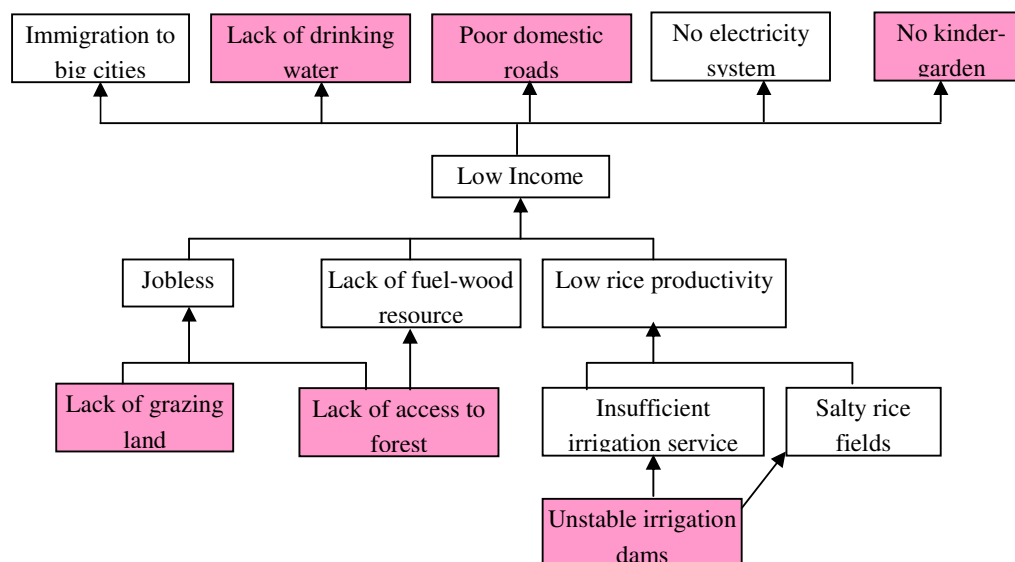 Immigration to
big cities
Lack of drinking
water
Poor domestic
roads
No electricity
system
No kinder-
garden
Low Income
Jobless
Lack of fuel-wood
resource
Low rice productivity
Lack of grazing
land
Lack of access to
forest
Insufficient
irrigation service
Salty rice
fields
Unstable irrigation
dams